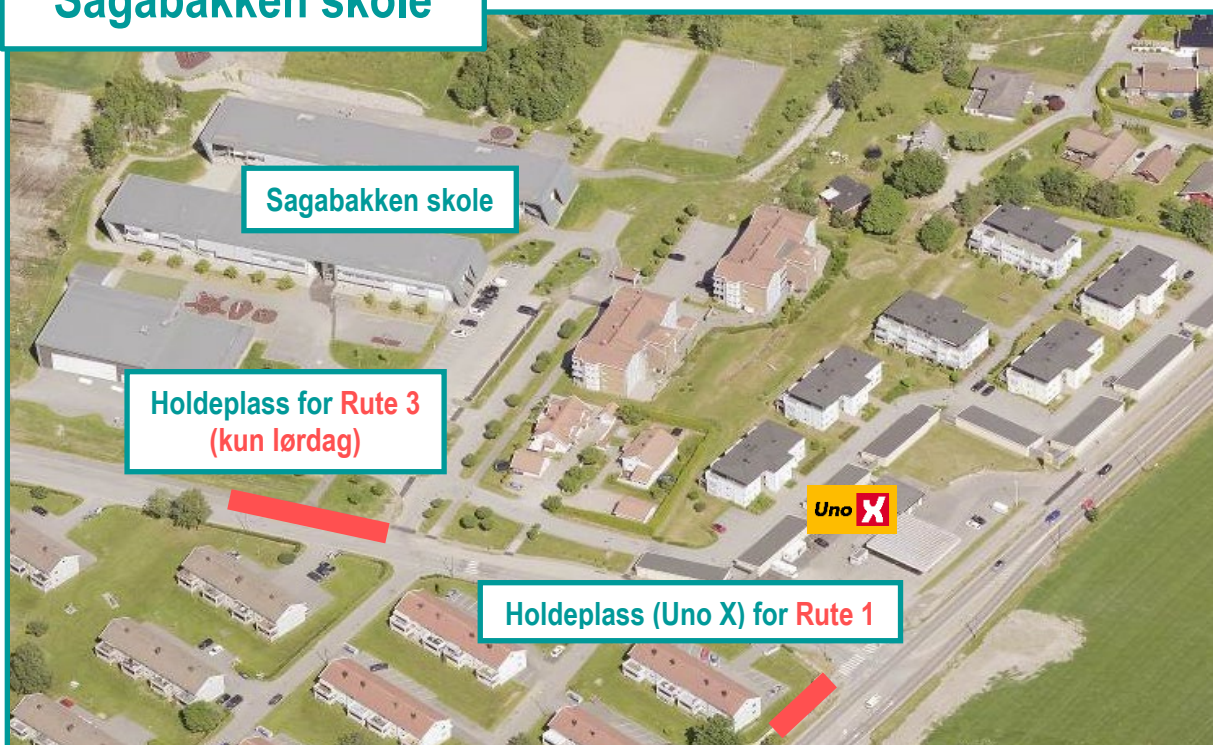 Sagabakken skole
Sagabakken skole
Holdeplass for Rute 3
(kun lørdag)
Uno X
Holdeplass (Uno X) for Rute 1